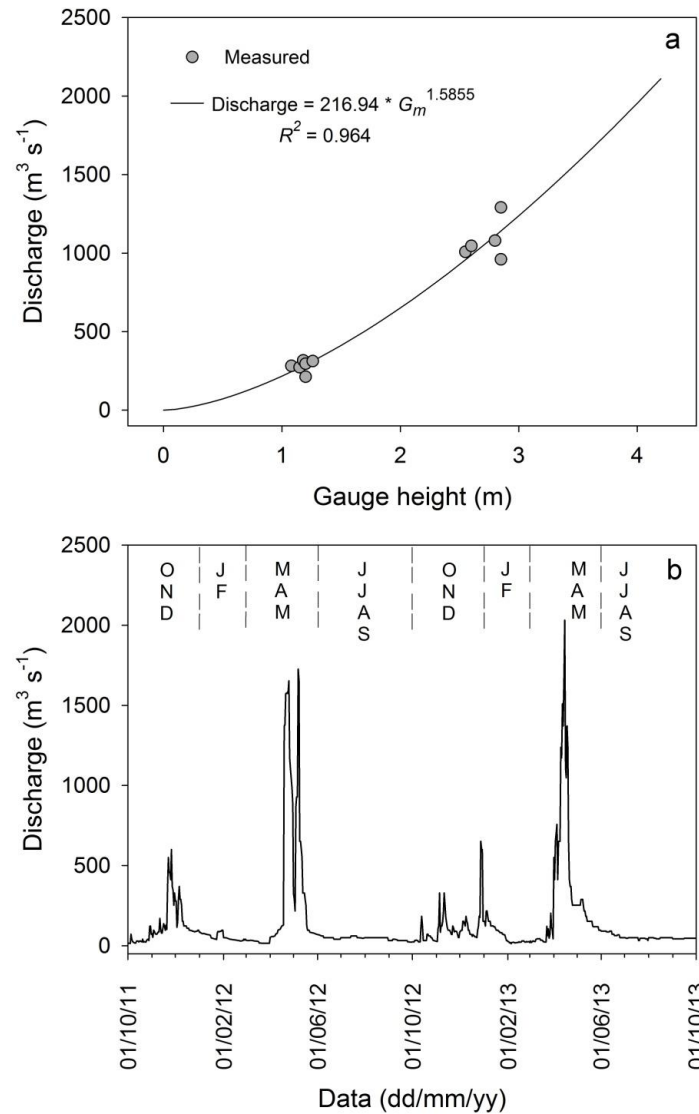 a
2500
2000
1500
1000
500
0
Discharge (m³ s⁻¹)
Measured
Discharge = 216.94 * Gₘ^1.5855
R² = 0.964
0 1 2 3 4
Gauge height (m)
b
2500
2000
1500
1000
500
0
Discharge (m³ s⁻¹)
O N D
J F
M A M
J J A S
O N D
J F
M A M
J J A S
01/10/11
01/02/12
01/06/12
01/10/12
01/02/13
01/06/13
01/10/13
Data (dd/mm/yy)